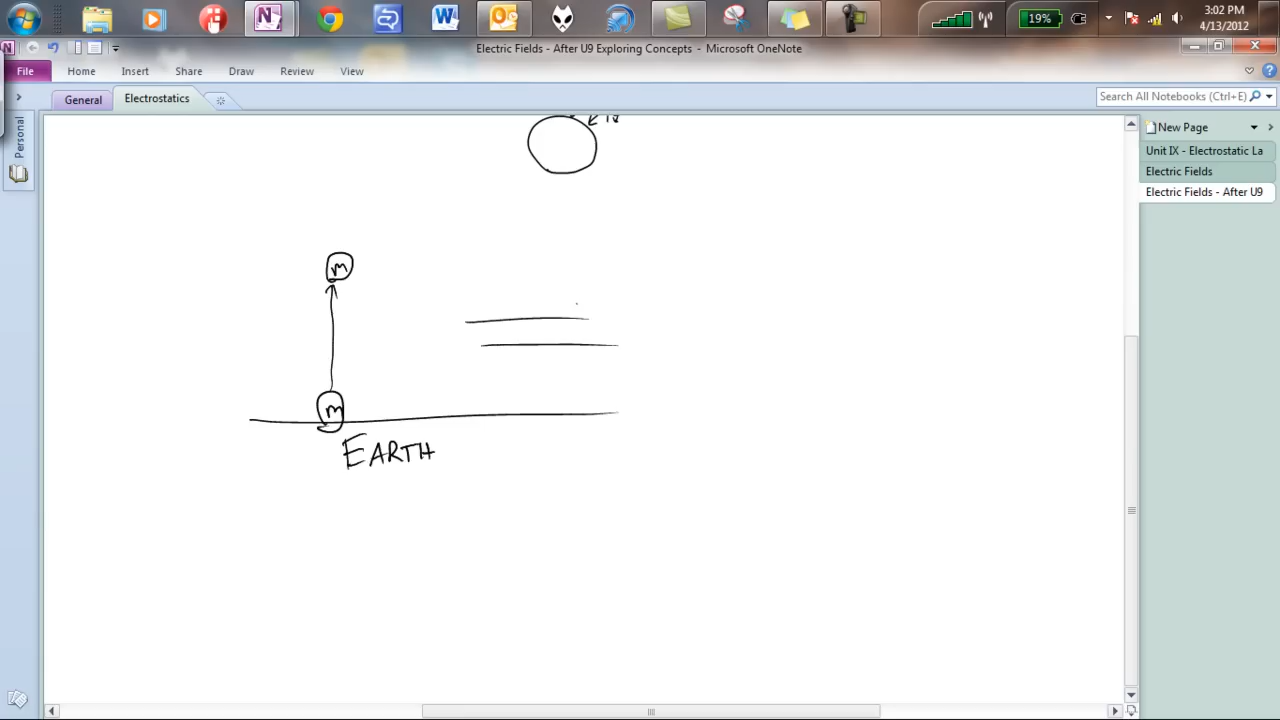 3:02 PM
19%
4/13/2012
Electric Fields - After U9 Exploring Concepts - Microsoft OneNote
File Home Insert Share Draw Review View
General Electrostatics
Search All Notebooks (Ctrl+E)
Personal
New Page
Unit IX - Electrostatic La
Electric Fields
Electric Fields - After U9
m
m
EARTH